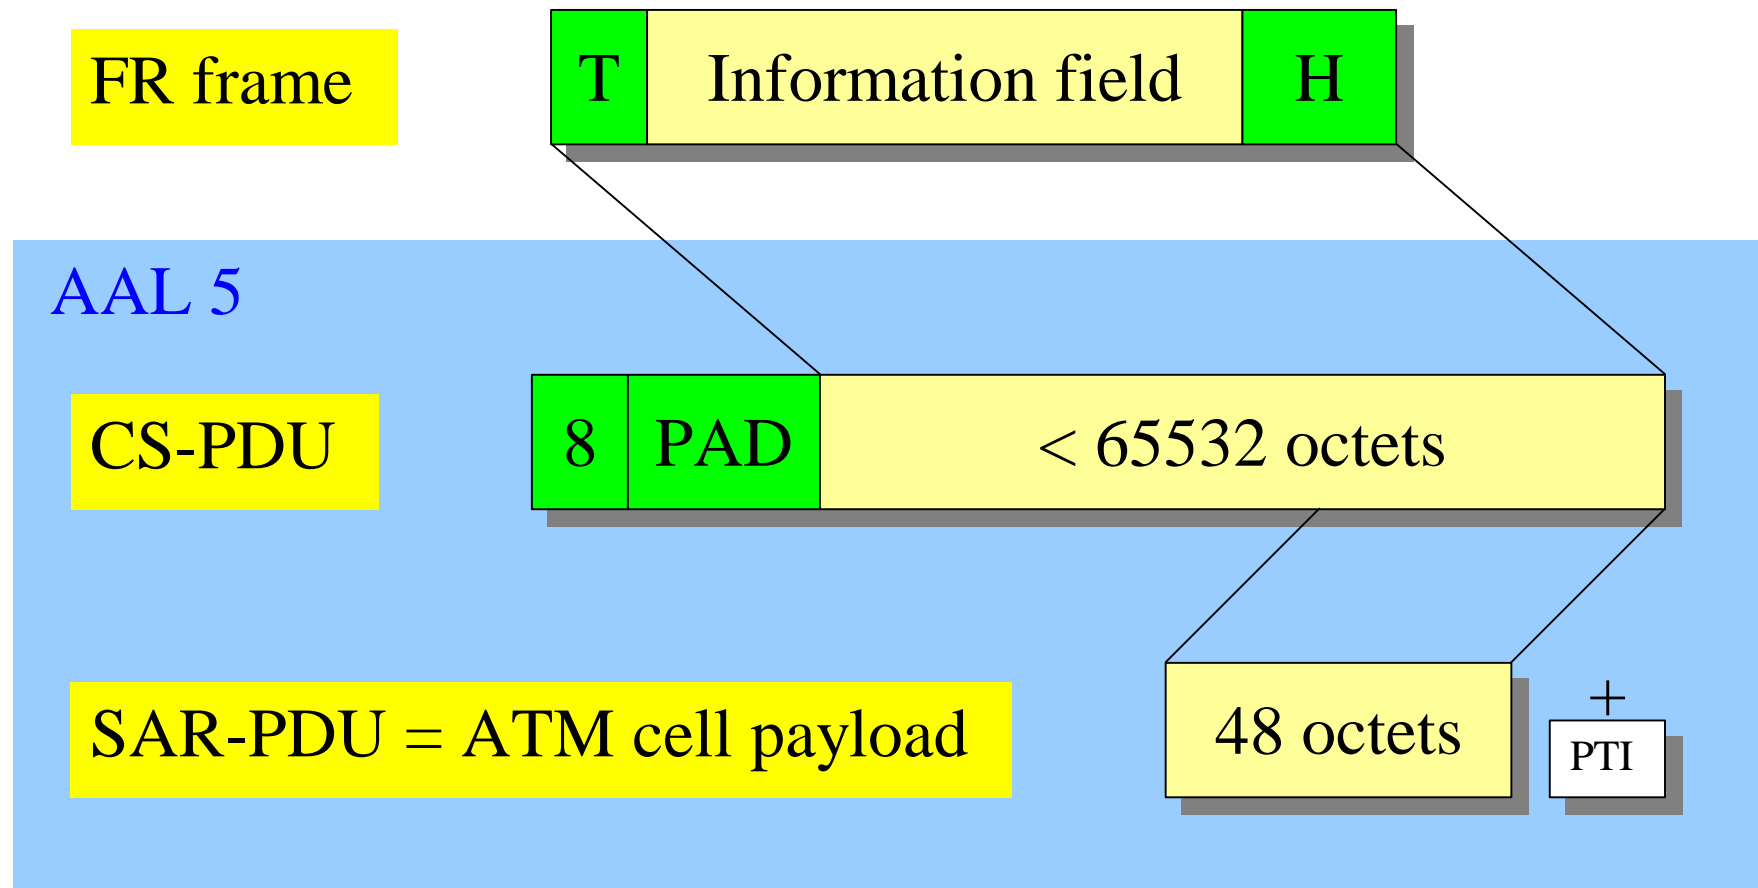 FR frame
T Information field H
AAL 5
CS-PDU
8 PAD < 65532 octets
SAR-PDU = ATM cell payload
48 octets
+
PTI